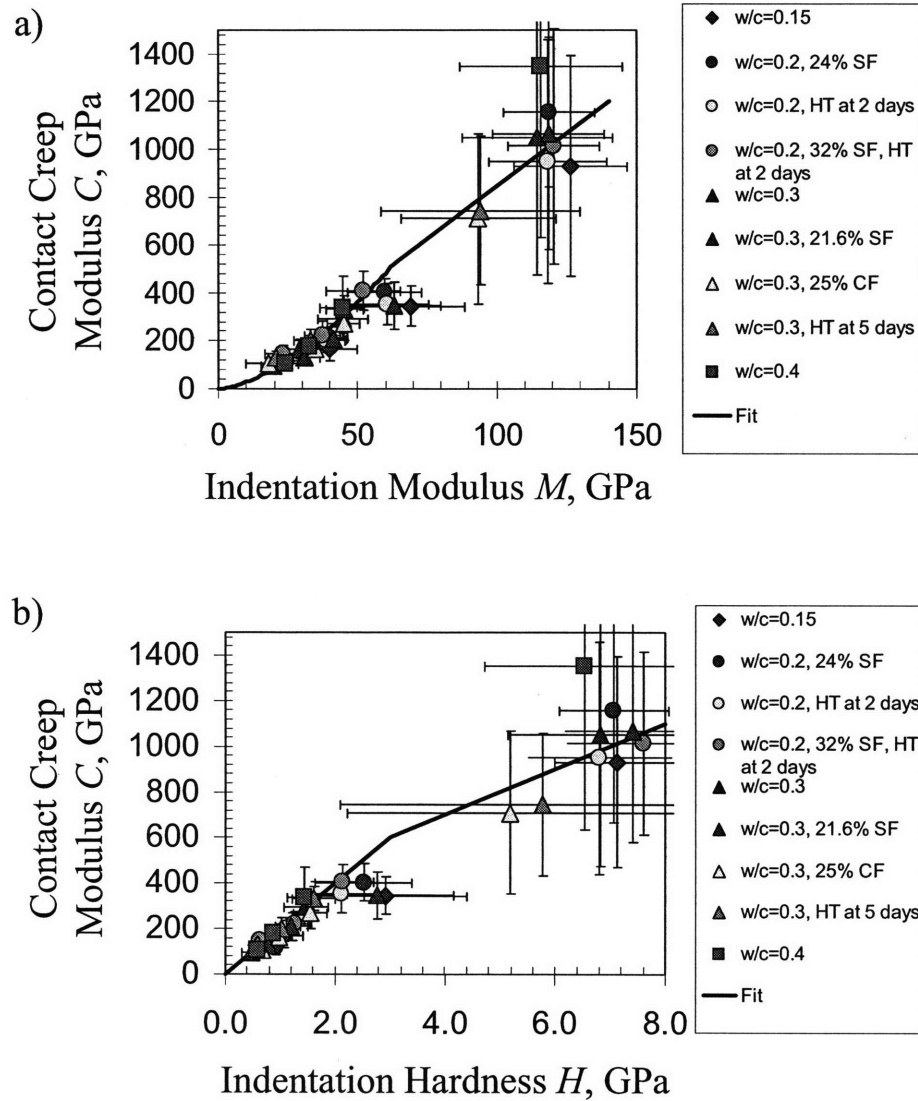 a)
Contact Creep
Modulus C, GPa
1400
1200
1000
800
600
400
200
0
0 50 100 150
Indentation Modulus M, GPa
w/c=0.15
w/c=0.2, 24% SF
w/c=0.2, HT at 2 days
w/c=0.2, 32% SF, HT
at 2 days
w/c=0.3
w/c=0.3, 21.6% SF
w/c=0.3, 25% CF
w/c=0.3, HT at 5 days
w/c=0.4
Fit
b)
Contact Creep
Modulus C, GPa
1400
1200
1000
800
600
400
200
0
0.0 2.0 4.0 6.0 8.0
Indentation Hardness H, GPa
w/c=0.15
w/c=0.2, 24% SF
w/c=0.2, HT at 2 days
w/c=0.2, 32% SF, HT
at 2 days
w/c=0.3
w/c=0.3, 21.6% SF
w/c=0.3, 25% CF
w/c=0.3, HT at 5 days
w/c=0.4
Fit